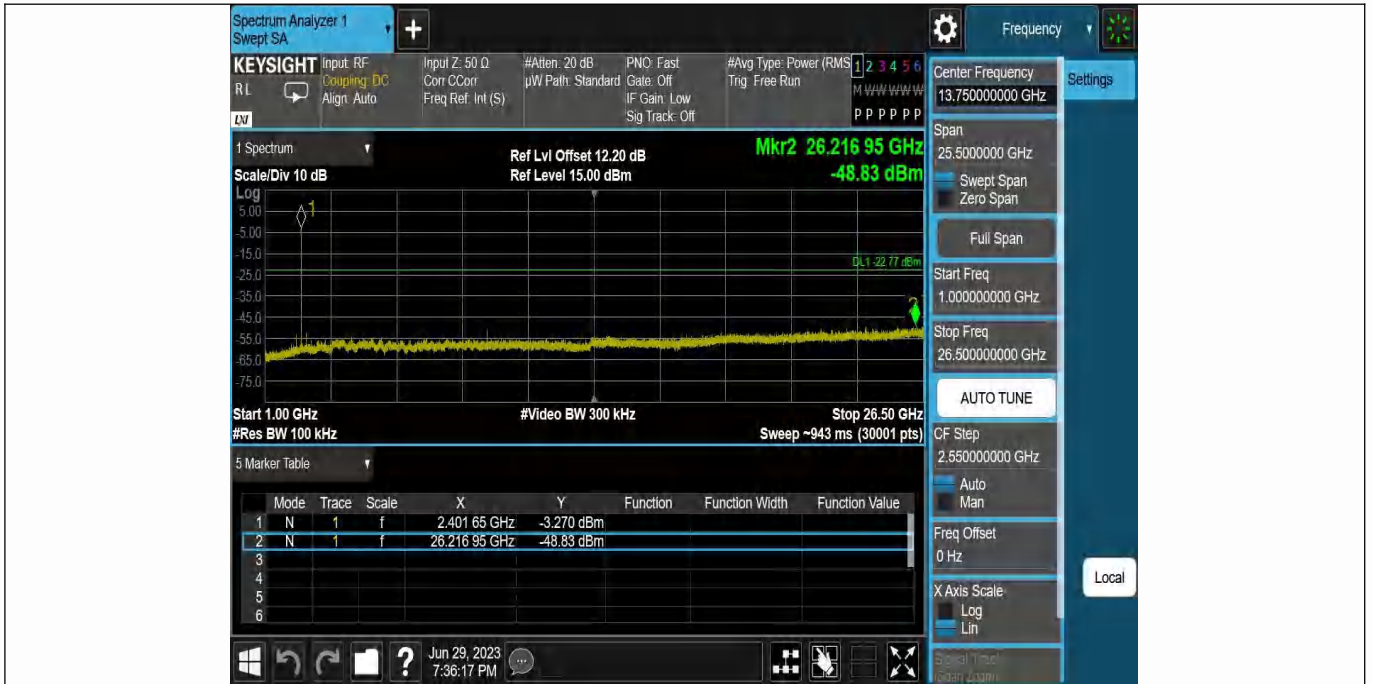 Spectrum Analyzer 1
Swept SA
+
Frequency
KEYSIGHT
RL
LXI
Input: RF
Coupling: DC
Align: Auto
Input Z: 50 Ω
Corr CCorr
Freq Ref: Int (S)
#Atten: 20 dB
µW Path: Standard
PNO: Fast
Gate: Off
IF Gain: Low
Sig Track: Off
#Avg Type: Power (RMS
Trig: Free Run
1 2 3 4 5 6
M W W W W W
P P P P P P
Center Frequency
13.750000000 GHz
Settings
Span
25.5000000 GHz
Swept Span
Zero Span
Full Span
Start Freq
1.000000000 GHz
Stop Freq
26.500000000 GHz
AUTO TUNE
CF Step
2.550000000 GHz
Auto
Man
Freq Offset
0 Hz
X Axis Scale
Log
Lin
Signal Track
(Span Zoom)
Local
1 Spectrum
Scale/Div 10 dB
Ref Lvl Offset 12.20 dB
Ref Level 15.00 dBm
Mkr2 26.216 95 GHz
-48.83 dBm
Log
5.00
-5.00
-15.0
-25.0
-35.0
-45.0
-55.0
-65.0
-75.0
1
DL1 -22.77 dBm
2
Start 1.00 GHz
#Video BW 300 kHz
Stop 26.50 GHz
#Res BW 100 kHz
Sweep ~943 ms (30001 pts)
5 Marker Table
Mode Trace Scale X Y Function Function Width Function Value
1 N 1 f 2.401 65 GHz -3.270 dBm
2 N 1 f 26.216 95 GHz -48.83 dBm
3
4
5
6
?
Jun 29, 2023
7:36:17 PM